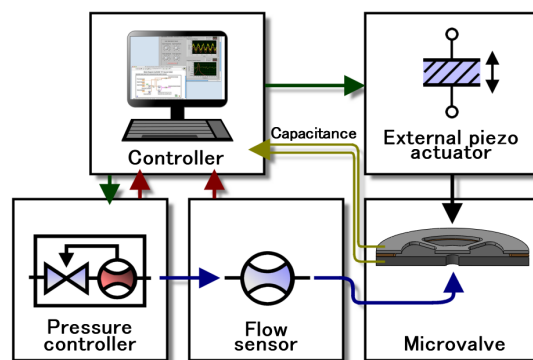 Capacitance
Controller
External piezo
actuator
Pressure
controller
Flow
sensor
Microvalve